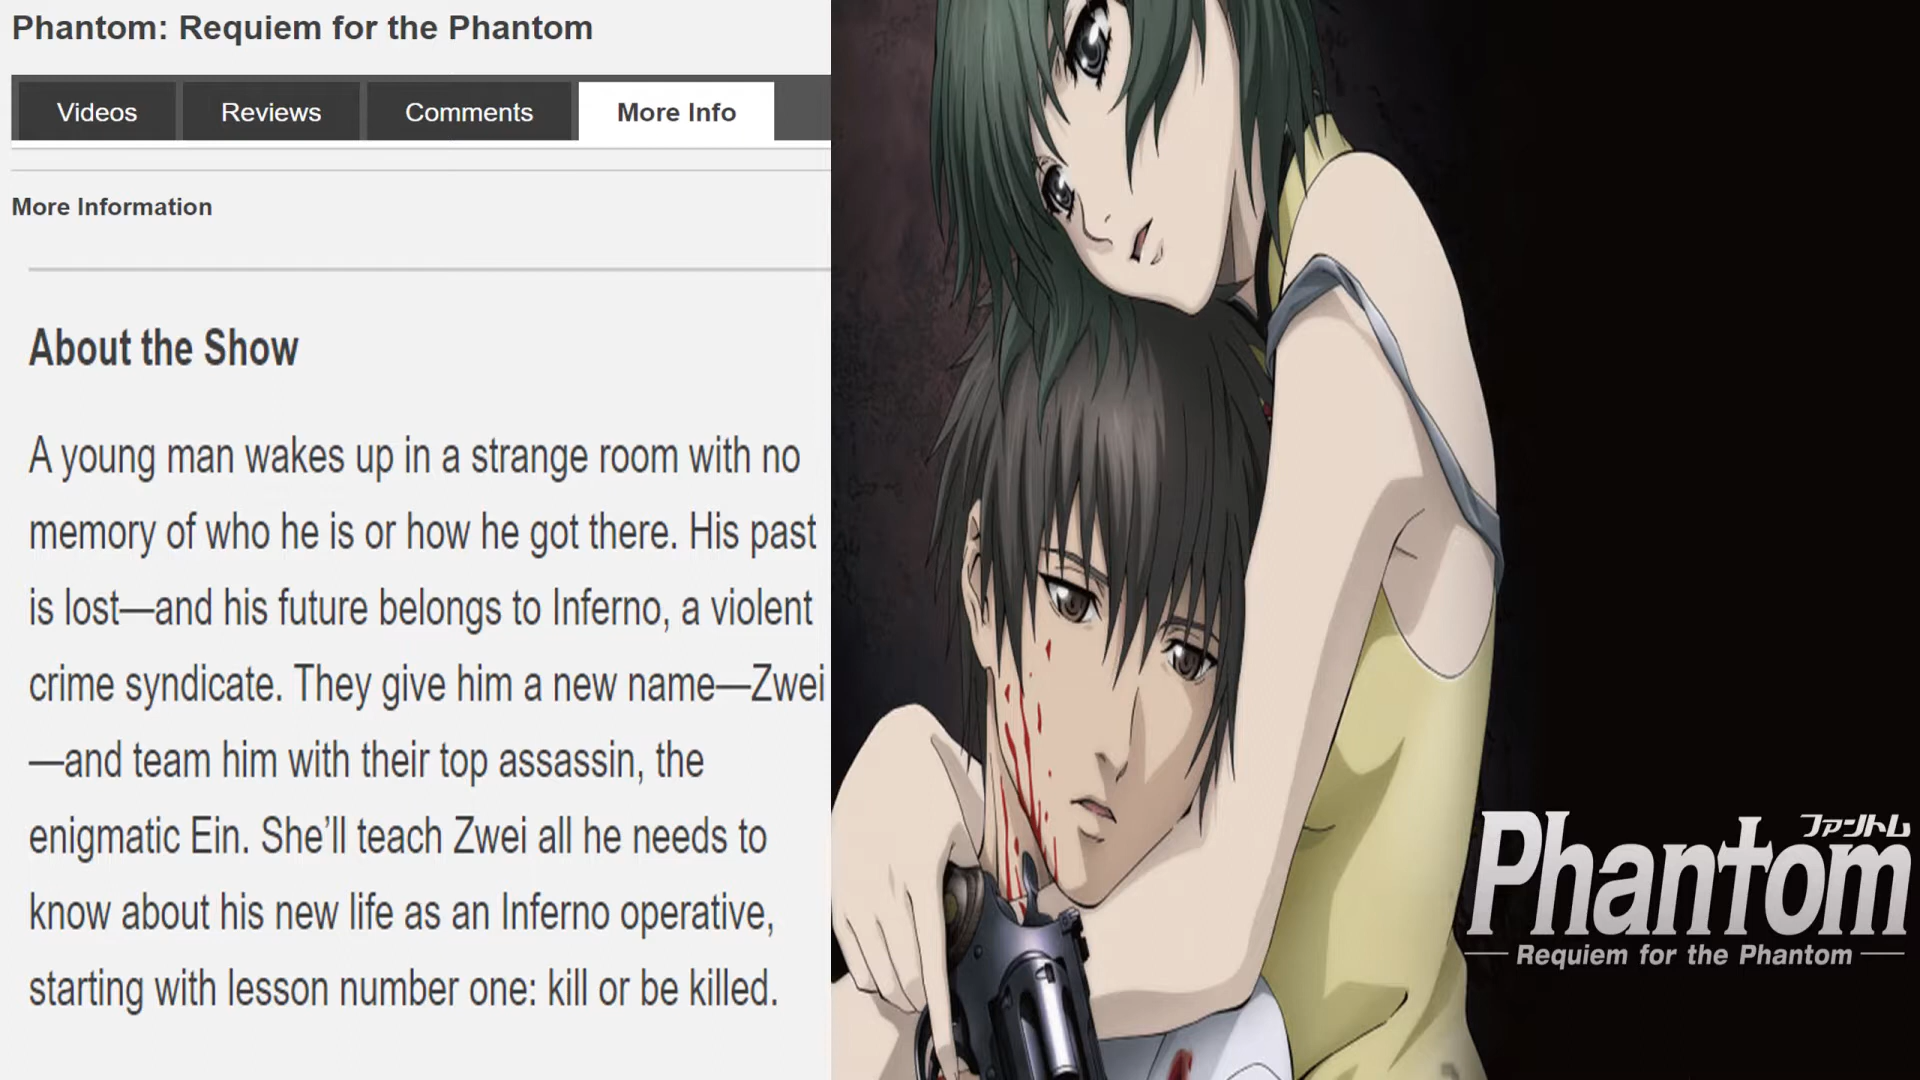 Phantom: Requiem for the Phantom
Videos
Reviews
Comments
More Info
More Information
About the Show
A young man wakes up in a strange room with no
memory of who he is or how he got there. His past
is lost—and his future belongs to Inferno, a violent
crime syndicate. They give him a new name—Zwei
—and team him with their top assassin, the
enigmatic Ein. She’ll teach Zwei all he needs to
know about his new life as an Inferno operative,
starting with lesson number one: kill or be killed.
ファントム
Phantom
Requiem for the Phantom